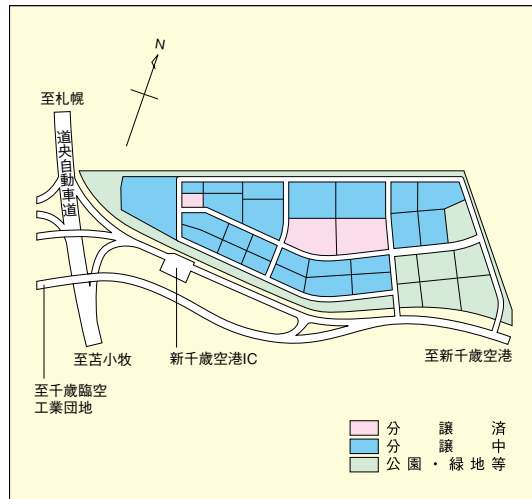 N
至札幌
道央自動車道
至苫小牧
新千歳空港IC
至新千歳空港
至千歳臨空
工業団地
分譲済
分譲中
公園・緑地等